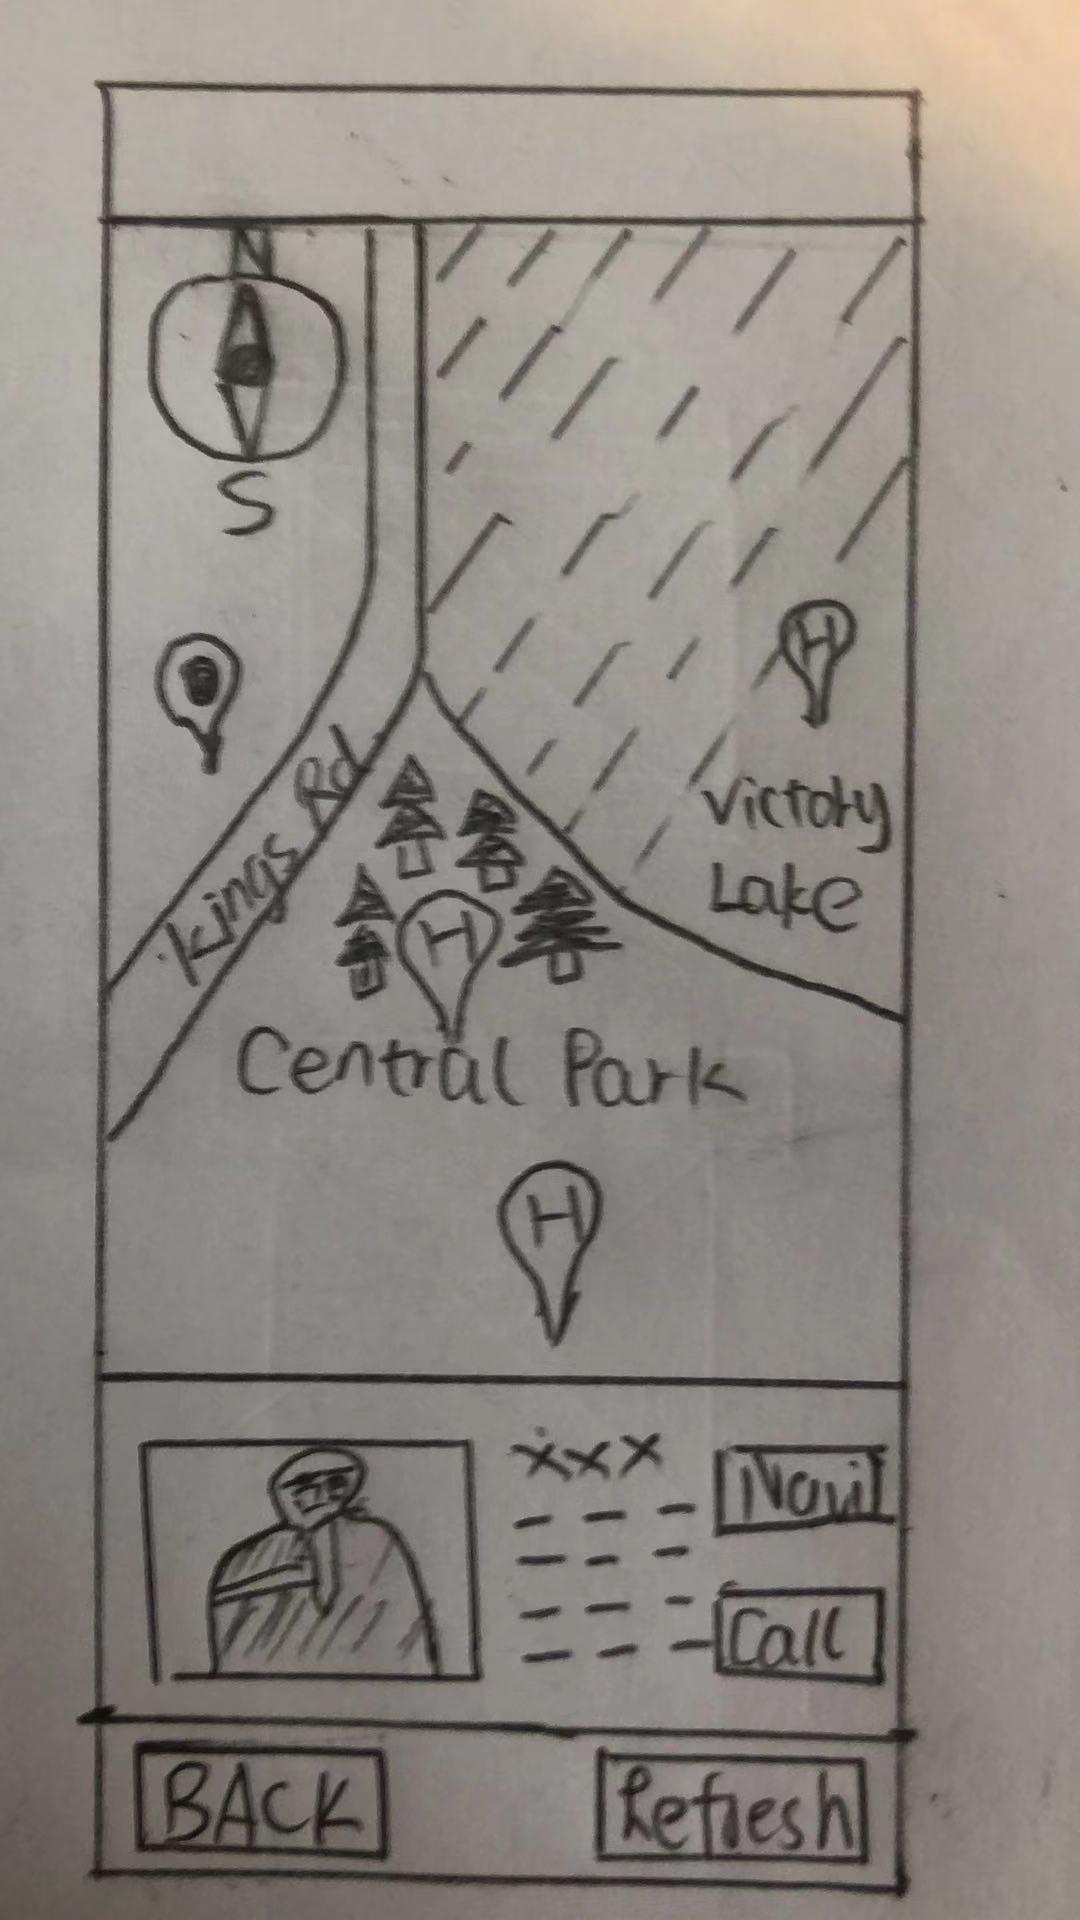 N
S
H
Kings Rd
Victory
Lake
H
Central Park
H
xxx
Navi
Call
BACK
Refresh